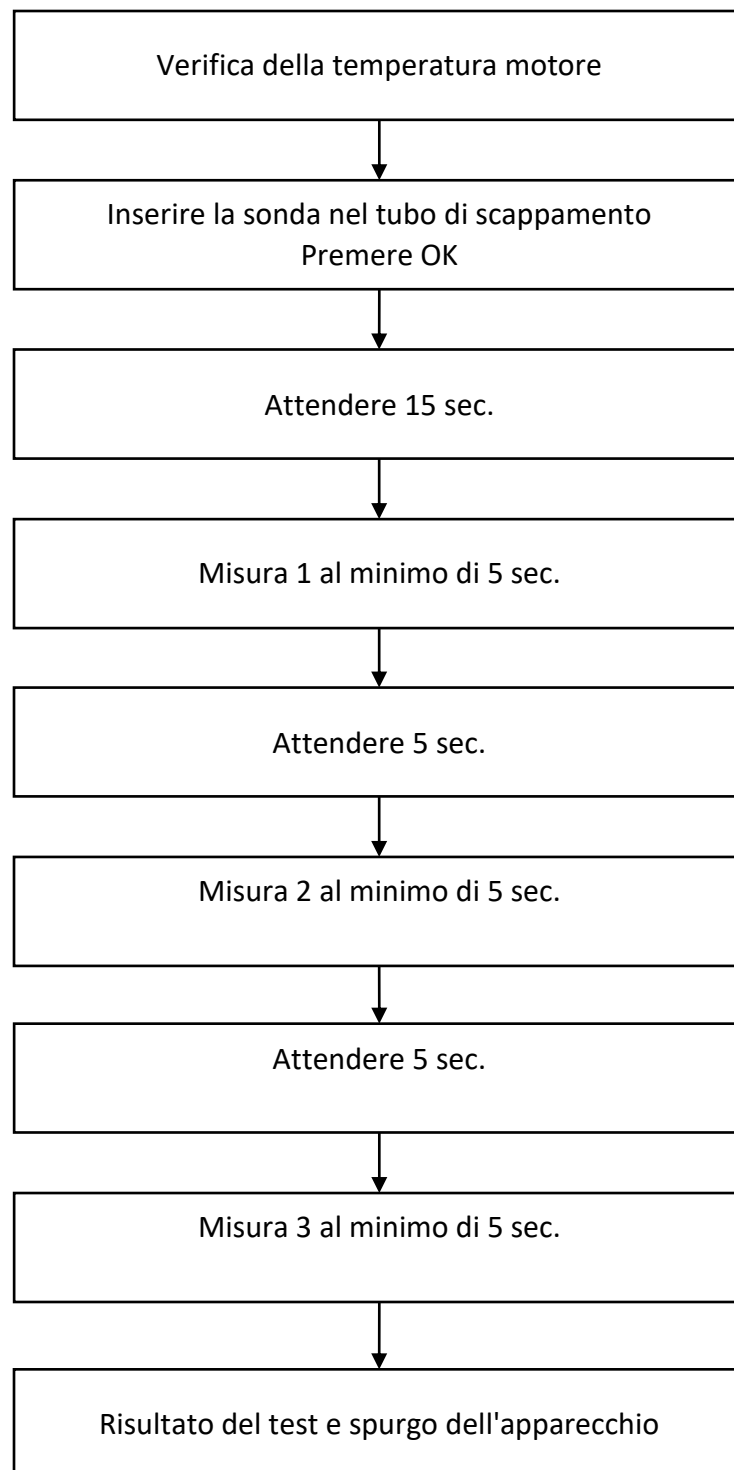 Verifica della temperatura motore
Inserire la sonda nel tubo di scappamento
Premere OK
Attendere 15 sec.
Misura 1 al minimo di 5 sec.
Attendere 5 sec.
Misura 2 al minimo di 5 sec.
Attendere 5 sec.
Misura 3 al minimo di 5 sec.
Risultato del test e spurgo dell'apparecchio